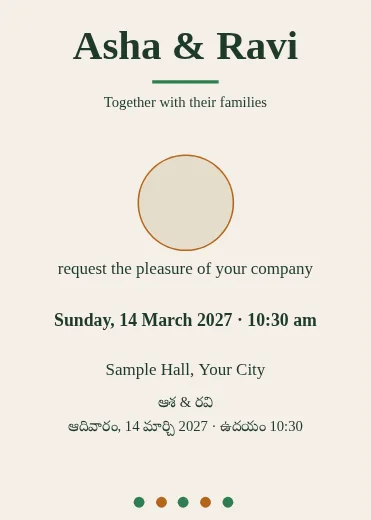 Asha & Ravi
Together with their families
request the pleasure of your company
Sunday, 14 March 2027 · 10:30 am
Sample Hall, Your City
ఆశ & రవి
ఆదివారం, 14 మార్చి 2027 · ఉదయం 10:30